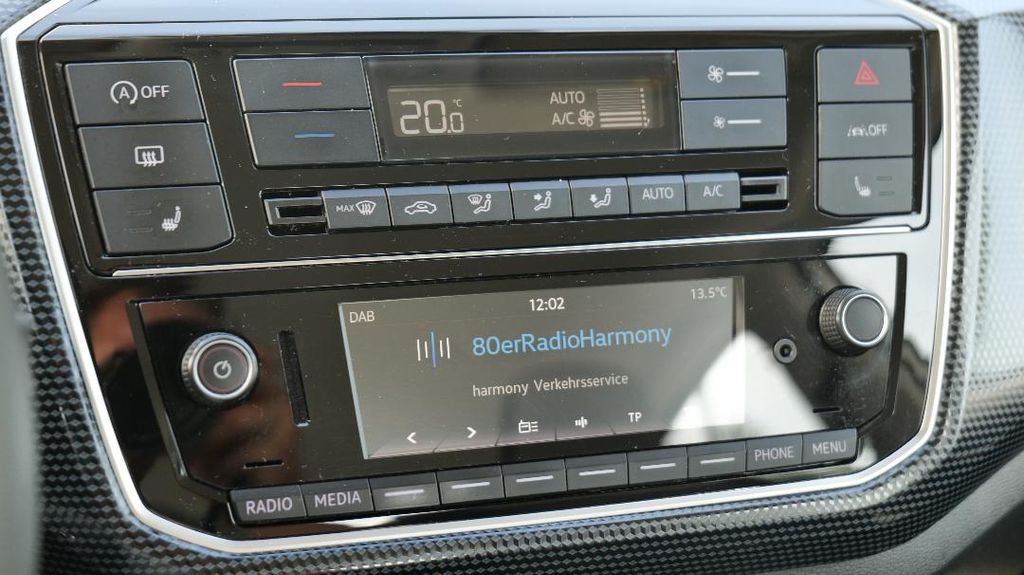 A OFF
20.0 °C
AUTO
A/C
OFF
MAX
AUTO
A/C
DAB
12:02
13.5°C
80erRadioHarmony
harmony Verkehrsservice
< > TP
RADIO
MEDIA
PHONE
MENU